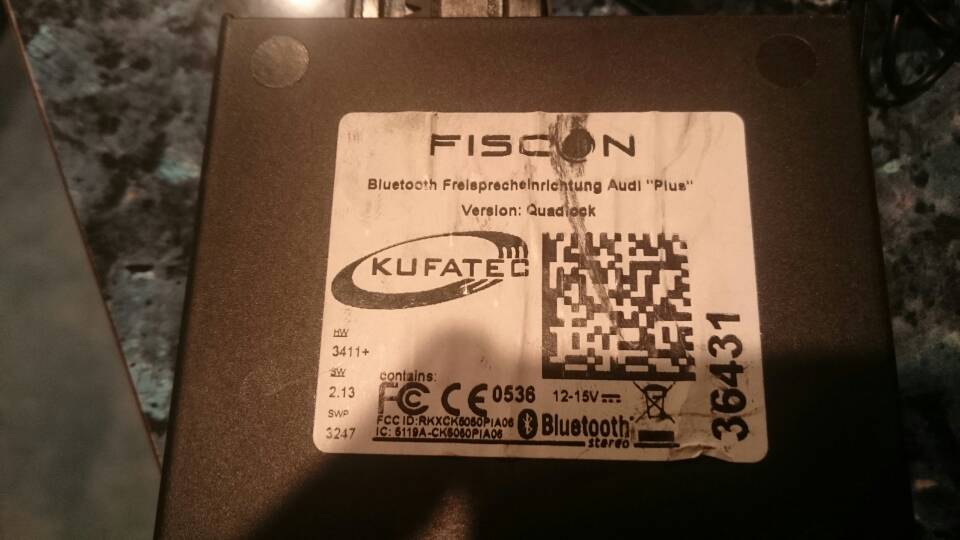 FISCON
Bluetooth Freisprecheinrichtung Audi "Plus"
Version: Quadlock
KUFATEC
HW
3411+
SW
2.13
SWP
3247
contains:
FC CE 0536 12-15V
FCC ID:RKXCK5050PIA06
IC: 5119A-CK5050PIA06
Bluetooth
stereo
36431